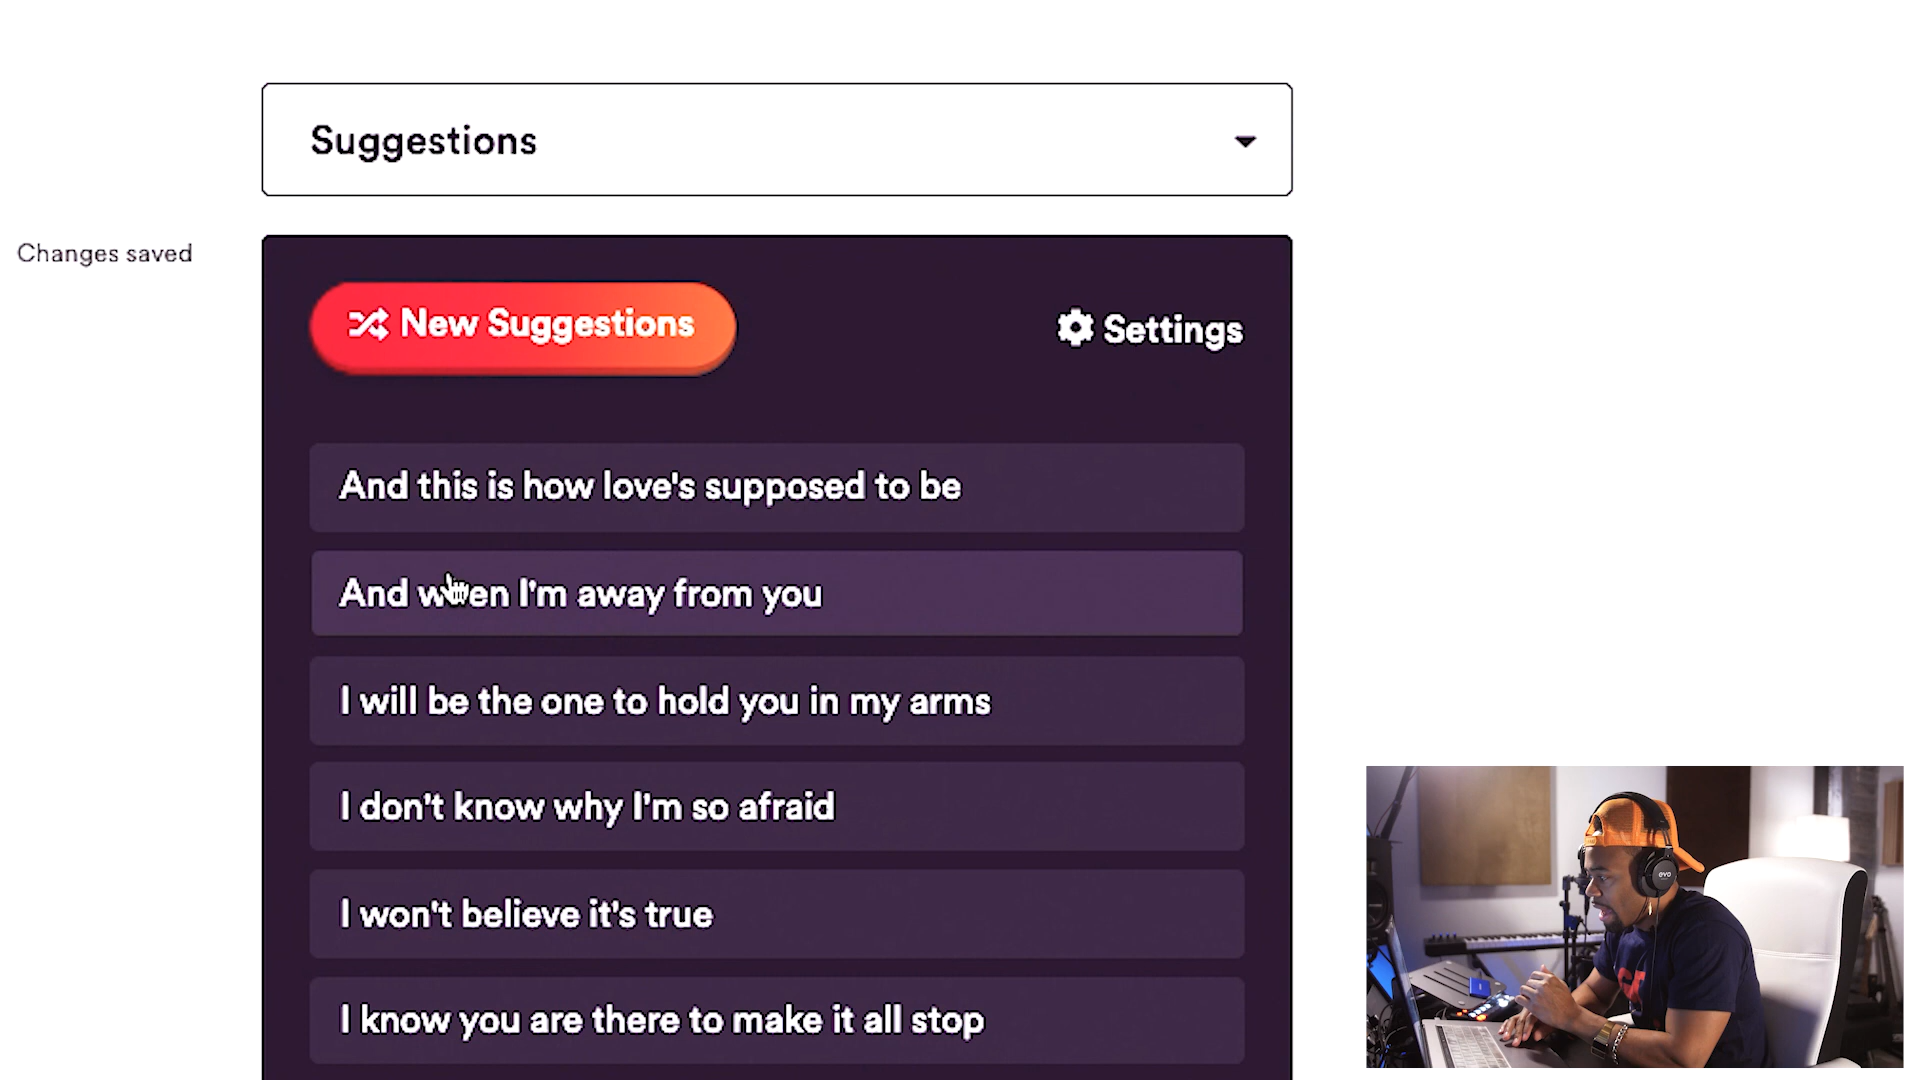 Suggestions
Changes saved
New Suggestions
Settings
And this is how love's supposed to be
And when I'm away from you
I will be the one to hold you in my arms
I don't know why I'm so afraid
I won't believe it's true
I know you are there to make it all stop
evo